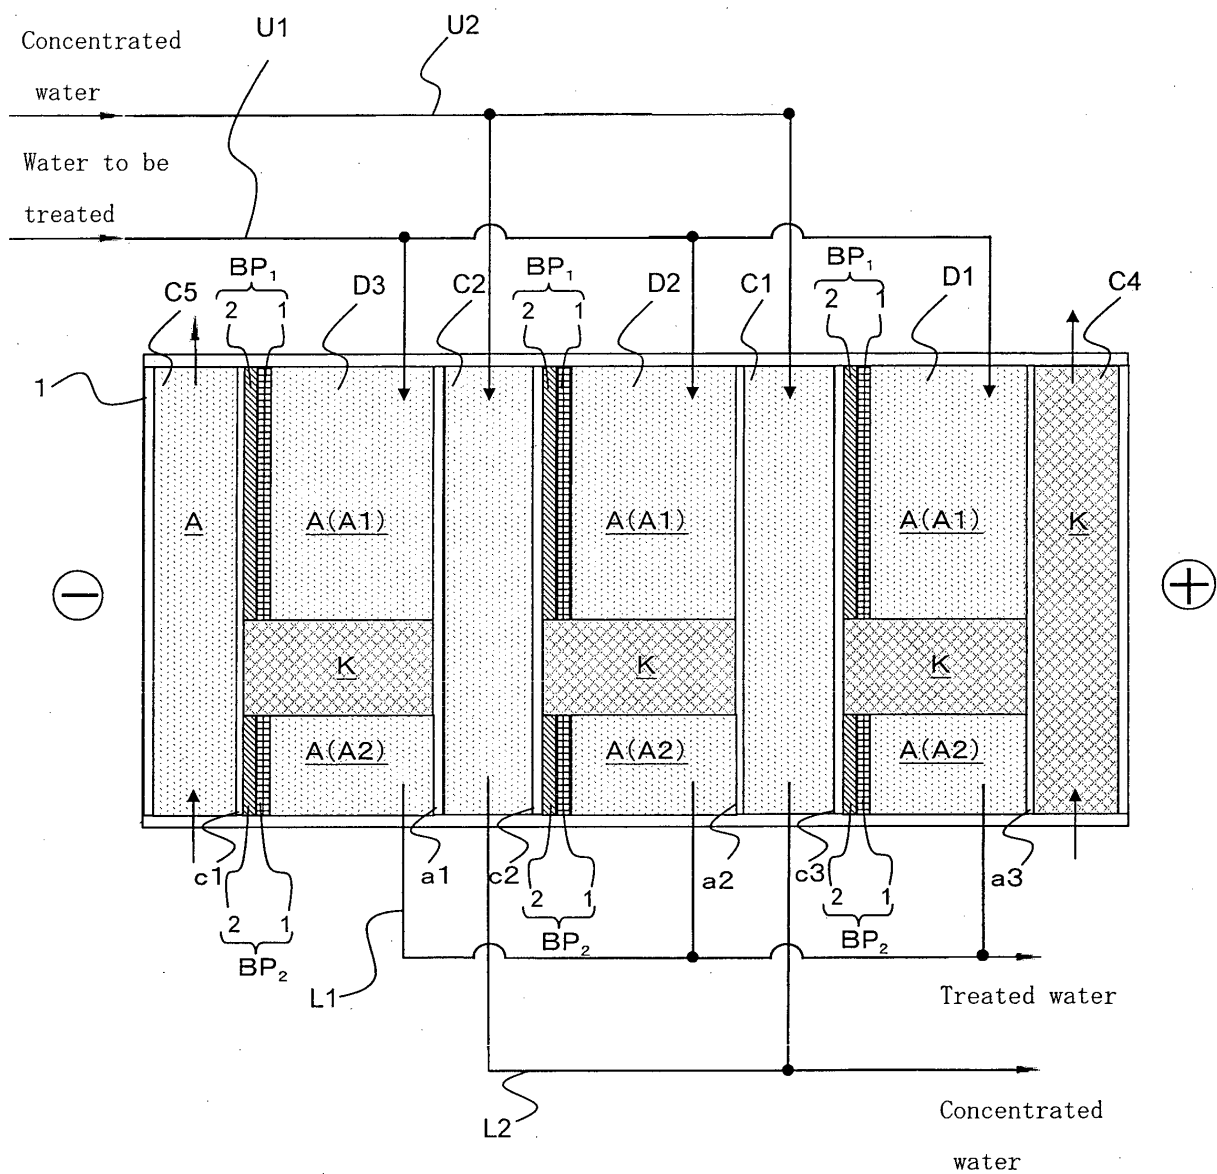 U1
U2
Concentrated
water
Water to be
treated
BP₁
BP₁
BP₁
C5
2 1
D3
C2
2 1
D2
C1
2 1
D1
C4
1
A
A(A1)
A(A1)
A(A1)
K
−
+
K
K
K
A(A2)
A(A2)
A(A2)
c1
a1
c2
a2
c3
a3
2 1
2 1
2 1
BP₂
BP₂
BP₂
L1
Treated water
L2
Concentrated
water